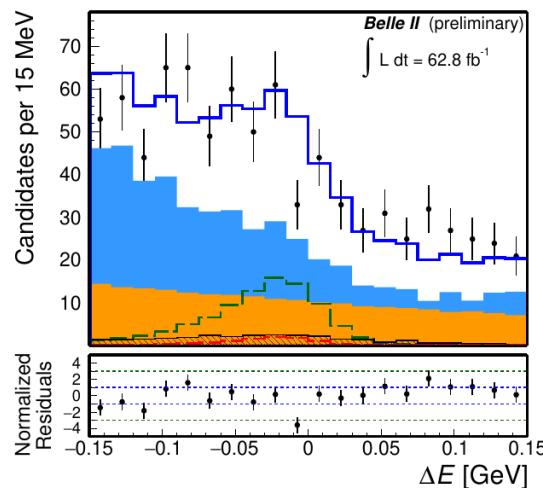 Belle II (preliminary)
∫ L dt = 62.8 fb⁻¹
Candidates per 15 MeV
70
60
50
40
30
20
10
Normalized
Residuals
4
2
0
−2
−4
−0.15 −0.1 −0.05 0 0.05 0.1 0.15
ΔE [GeV]